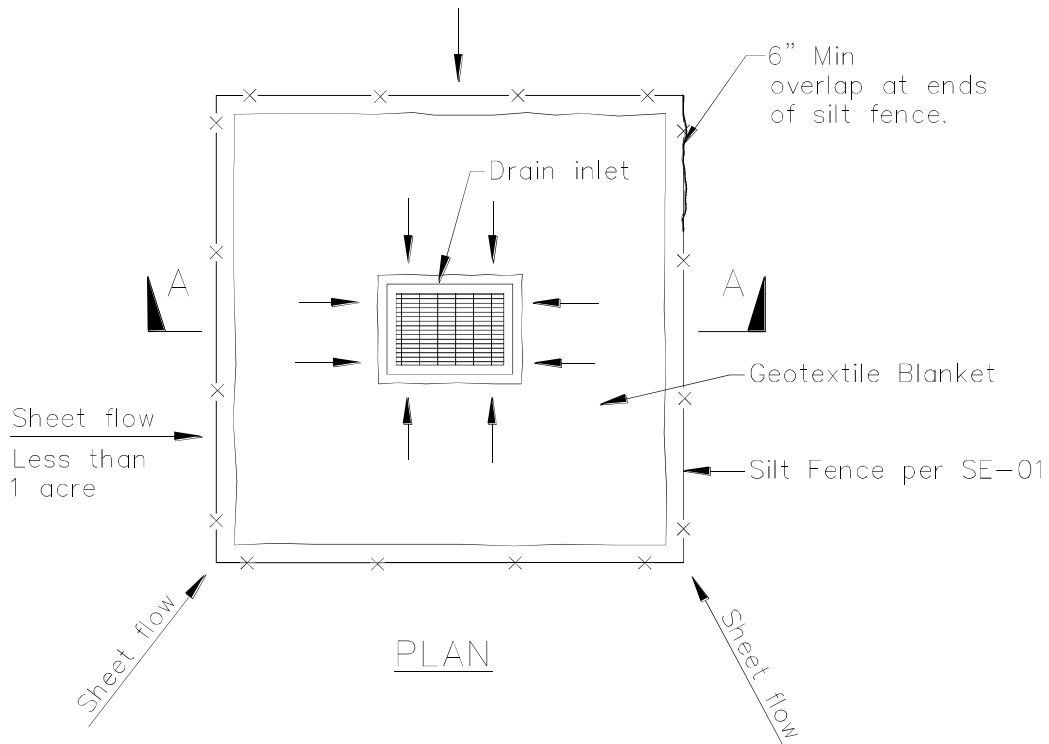 6” Min
overlap at ends
of silt fence.
Drain inlet
A
A
Geotextile Blanket
Sheet flow
Less than
1 acre
Silt Fence per SE-01
Sheet flow
Sheet flow
PLAN